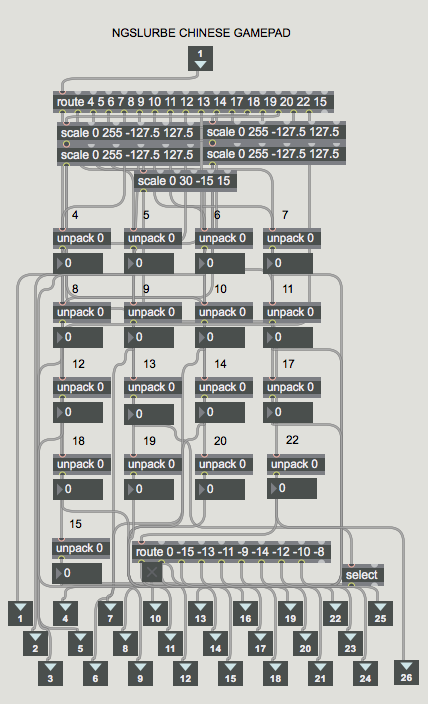 NGSLURBE CHINESE GAMEPAD
1
route 4 5 6 7 8 9 10 11 12 13 14 17 18 19 20 22 15
scale 0 255 -127.5 127.5 scale 0 255 -127.5 127.5
scale 0 255 -127.5 127.5 scale 0 255 -127.5 127.5
scale 0 30 -15 15
4 5 6 7
unpack 0 unpack 0 unpack 0 unpack 0
0 0 0 0
8 9 10 11
unpack 0 unpack 0 unpack 0 unpack 0
0 0 0 0
12 13 14 17
unpack 0 unpack 0 unpack 0 unpack 0
0 0 0 0
18 19 20 22
unpack 0 unpack 0 unpack 0 unpack 0
0 0 0 0
15
unpack 0 route 0 -15 -13 -11 -9 -14 -12 -10 -8
0 select
1 4 7 10 13 16 19 22 25
2 5 8 11 14 17 20 23
3 6 9 12 15 18 21 24 26